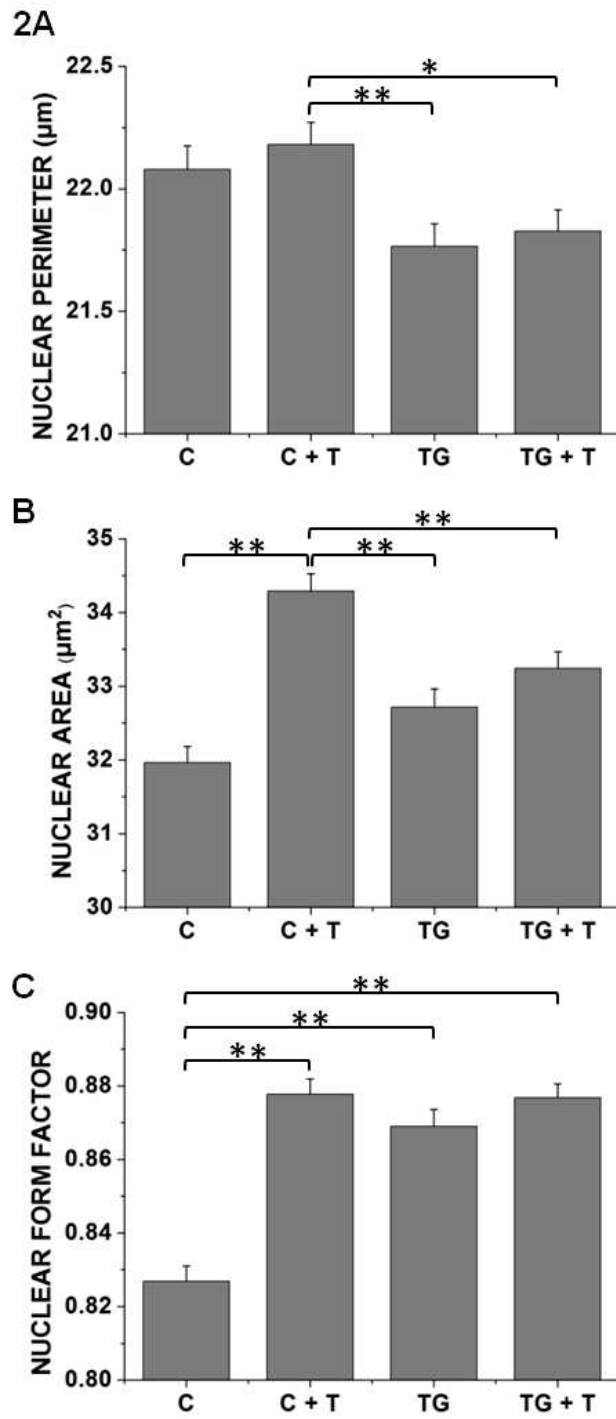 2A
NUCLEAR PERIMETER (µm)
22.5
22.0
21.5
21.0
*
**
C C + T TG TG + T
B
NUCLEAR AREA (µm²)
35
34
33
32
31
30
**
** **
C C + T TG TG + T
C
NUCLEAR FORM FACTOR
0.90
0.88
0.86
0.84
0.82
0.80
**
**
**
C C + T TG TG + T